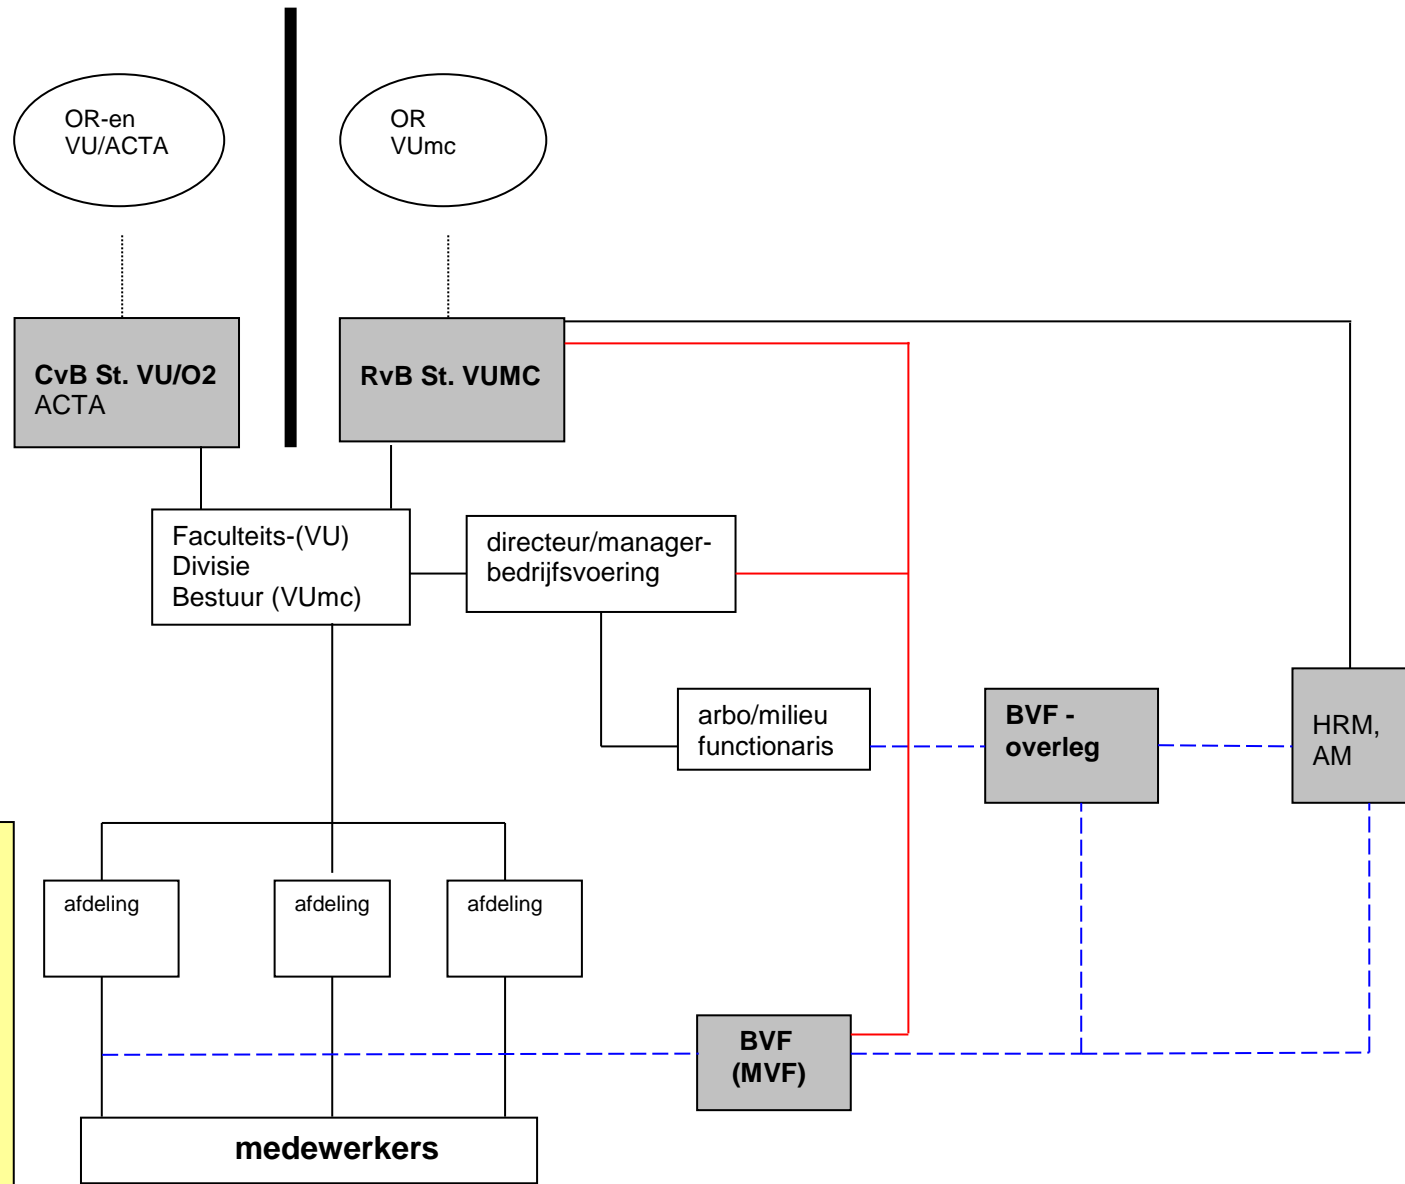 OR-en
VU/ACTA
OR
VUmc
CvB St. VU/O2
ACTA
RvB St. VUMC
Faculteits-(VU)
Divisie
Bestuur (VUmc)
directeur/manager-
bedrijfsvoering
arbo/milieu
functionaris
BVF -
overleg
HRM,
AM
afdeling
afdeling
afdeling
BVF
(MVF)
medewerkers